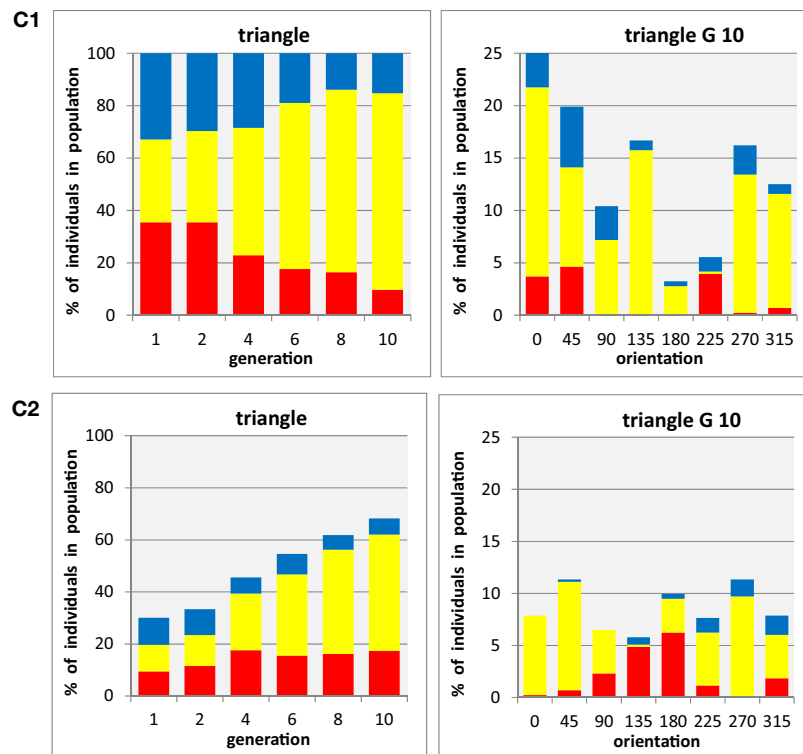 C1
triangle
% of individuals in population
100
80
60
40
20
0
1 2 4 6 8 10
generation
triangle G 10
% of individuals in population
25
20
15
10
5
0
0 45 90 135 180 225 270 315
orientation
C2
triangle
% of individuals in population
100
80
60
40
20
0
1 2 4 6 8 10
generation
triangle G 10
% of individuals in population
25
20
15
10
5
0
0 45 90 135 180 225 270 315
orientation